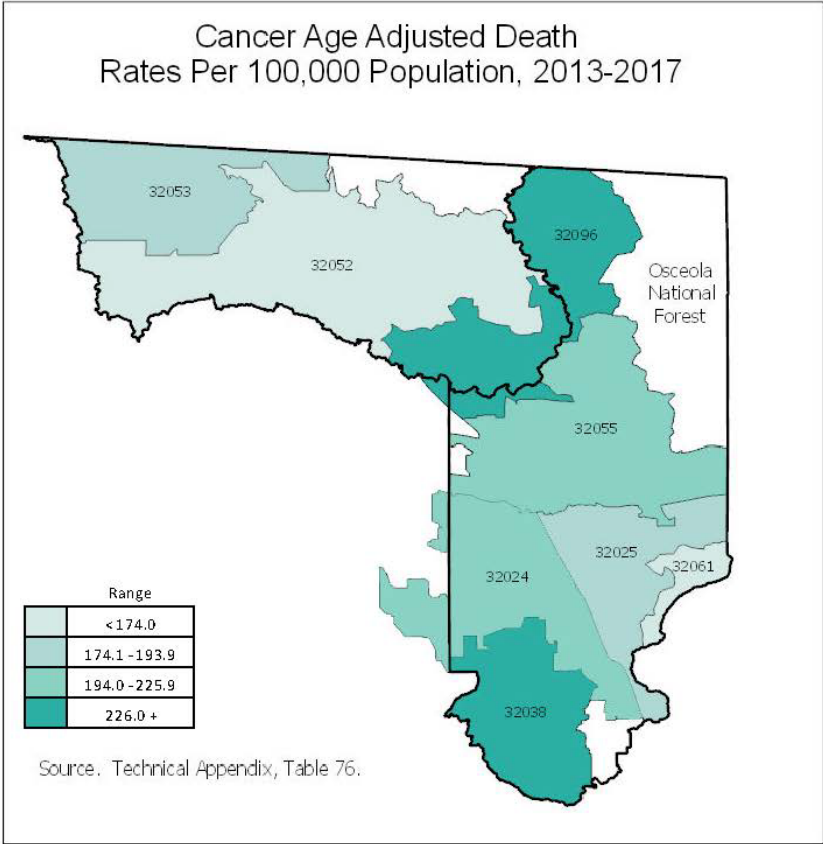 Cancer Age Adjusted Death
Rates Per 100,000 Population, 2013-2017
32053
32096
32052
Osceola
National
Forest
32055
32025
32061
32024
32038
Range
<174.0
174.1 -193.9
194.0 -225.9
226.0 +
Source.  Technical Appendix, Table 76.